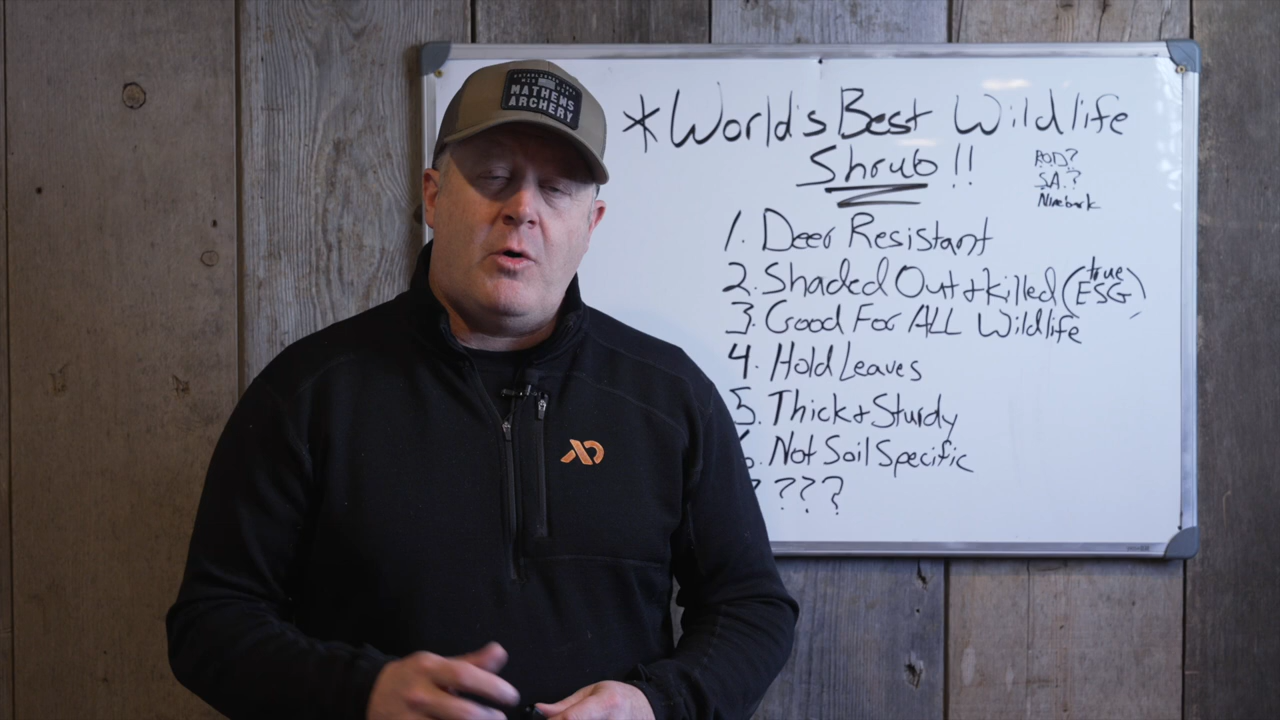 MATHEWS
ARCHERY
*World's Best Wildlife
Shrub!!
ROD?
SA.?
Ninebark
1. Deer Resistant
2. Shaded Out + Killed (true ESG)
3. Good For ALL Wildlife
4. Hold Leaves
5. Thick + Sturdy
6. Not Soil Specific
? ? ? ?